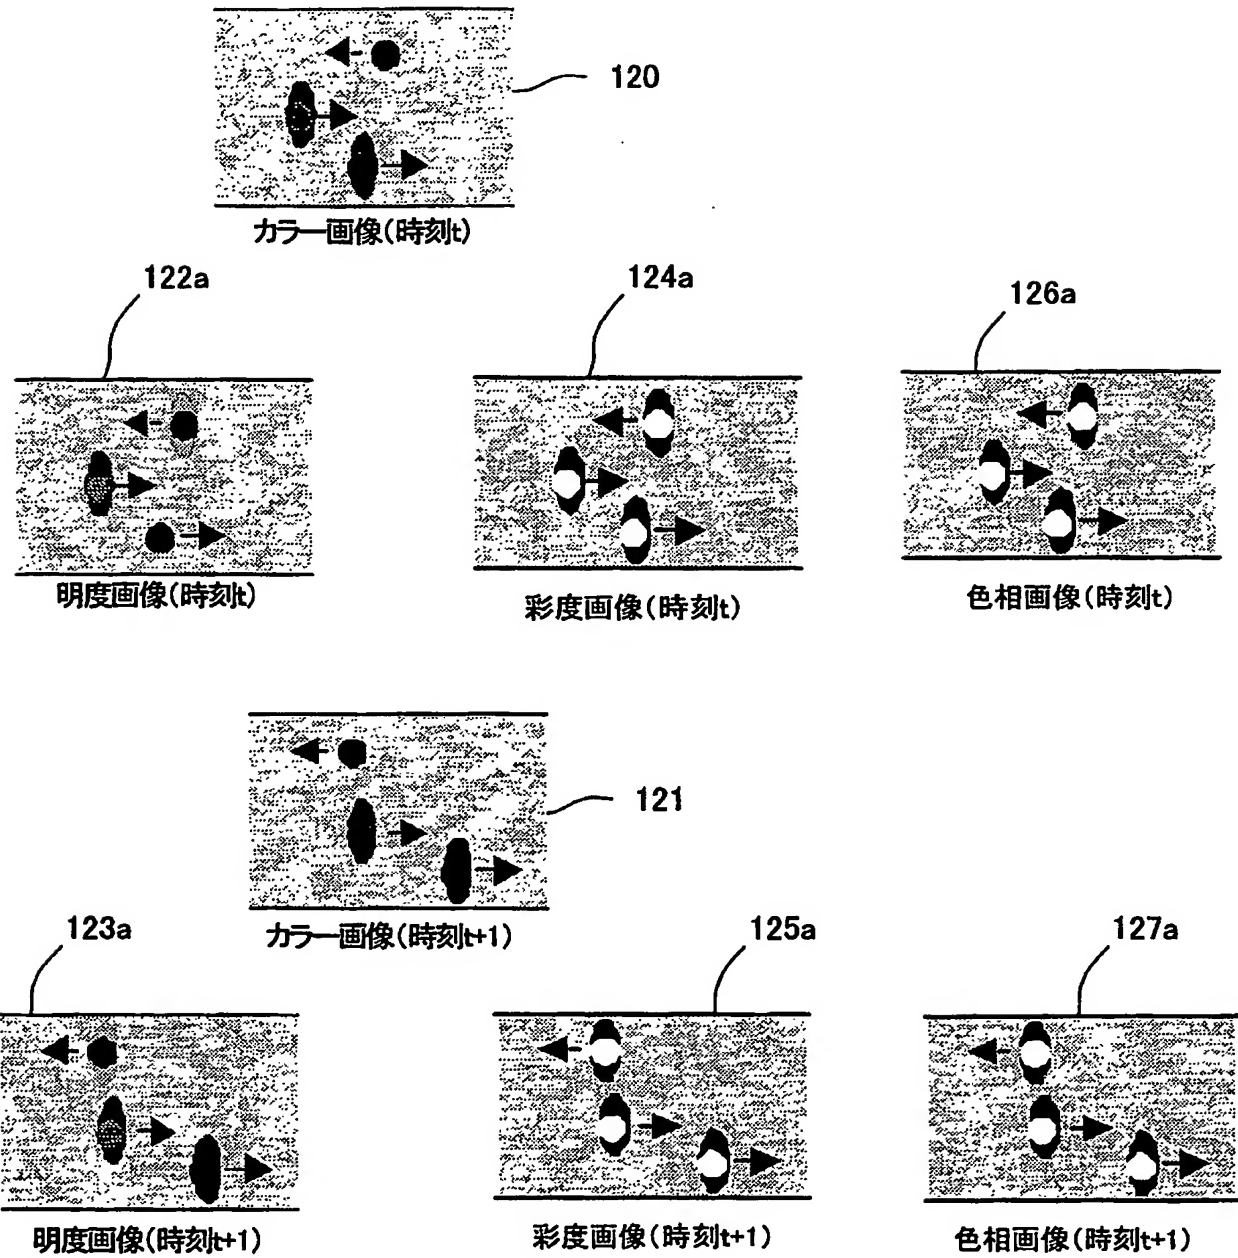 120
カラー画像(時刻t)
122a
124a
126a
明度画像(時刻t)
彩度画像(時刻t)
色相画像(時刻t)
121
カラー画像(時刻t+1)
123a
125a
127a
明度画像(時刻t+1)
彩度画像(時刻t+1)
色相画像(時刻t+1)